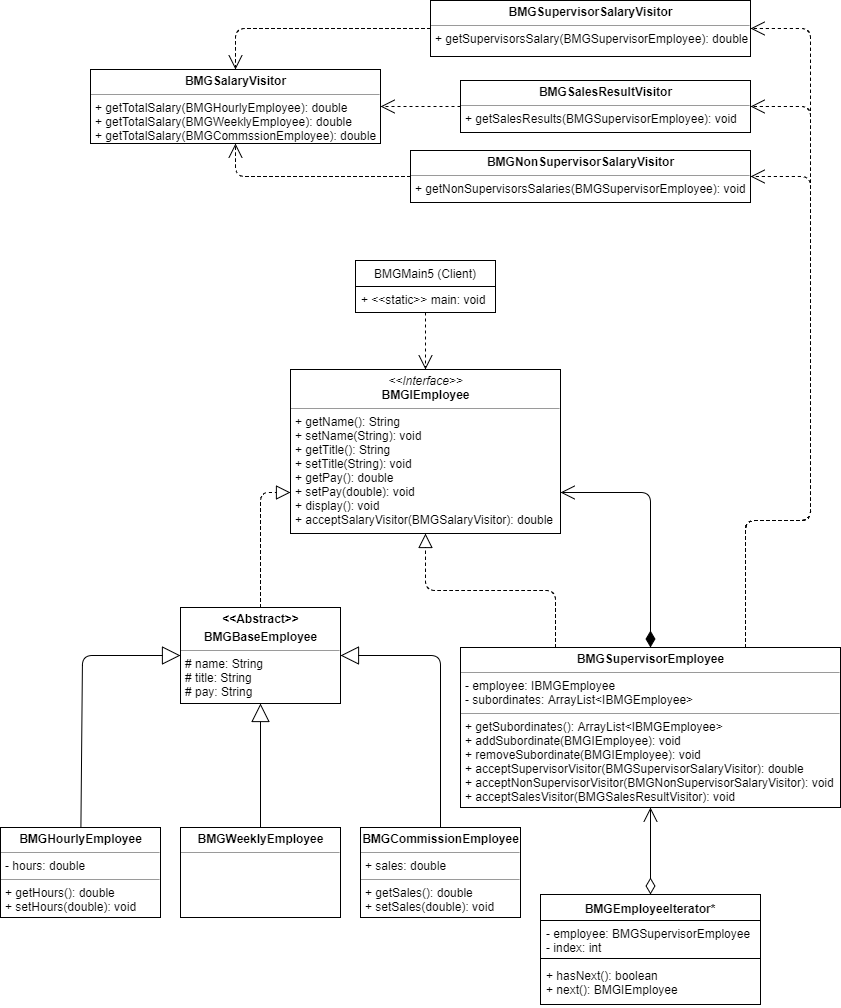 BMGSupervisorSalaryVisitor
+ getSupervisorsSalary(BMGSupervisorEmployee): double
BMGSalaryVisitor
+ getTotalSalary(BMGHourlyEmployee): double
+ getTotalSalary(BMGWeeklyEmployee): double
+ getTotalSalary(BMGCommssionEmployee): double
BMGSalesResultVisitor
+ getSalesResults(BMGSupervisorEmployee): void
BMGNonSupervisorSalaryVisitor
+ getNonSupervisorsSalaries(BMGSupervisorEmployee): void
BMGMain5 (Client)
+ <<static>> main: void
<<Interface>>
BMGIEmployee
+ getName(): String
+ setName(String): void
+ getTitle(): String
+ setTitle(String): void
+ getPay(): double
+ setPay(double): void
+ display(): void
+ acceptSalaryVisitor(BMGSalaryVisitor): double
<<Abstract>>
BMGBaseEmployee
# name: String
# title: String
# pay: String
BMGSupervisorEmployee
- employee: IBMGEmployee
- subordinates: ArrayList<IBMGEmployee>
+ getSubordinates(): ArrayList<IBMGEmployee>
+ addSubordinate(BMGIEmployee): void
+ removeSubordinate(BMGIEmployee): void
+ acceptSupervisorVisitor(BMGSupervisorSalaryVisitor): double
+ acceptNonSupervisorVisitor(BMGNonSupervisorSalaryVisitor): void
+ acceptSalesVisitor(BMGSalesResultVisitor): void
BMGHourlyEmployee
- hours: double
+ getHours(): double
+ setHours(double): void
BMGWeeklyEmployee
BMGCommissionEmployee
+ sales: double
+ getSales(): double
+ setSales(double): void
BMGEmployeeIterator*
- employee: BMGSupervisorEmployee
- index: int
+ hasNext(): boolean
+ next(): BMGIEmployee